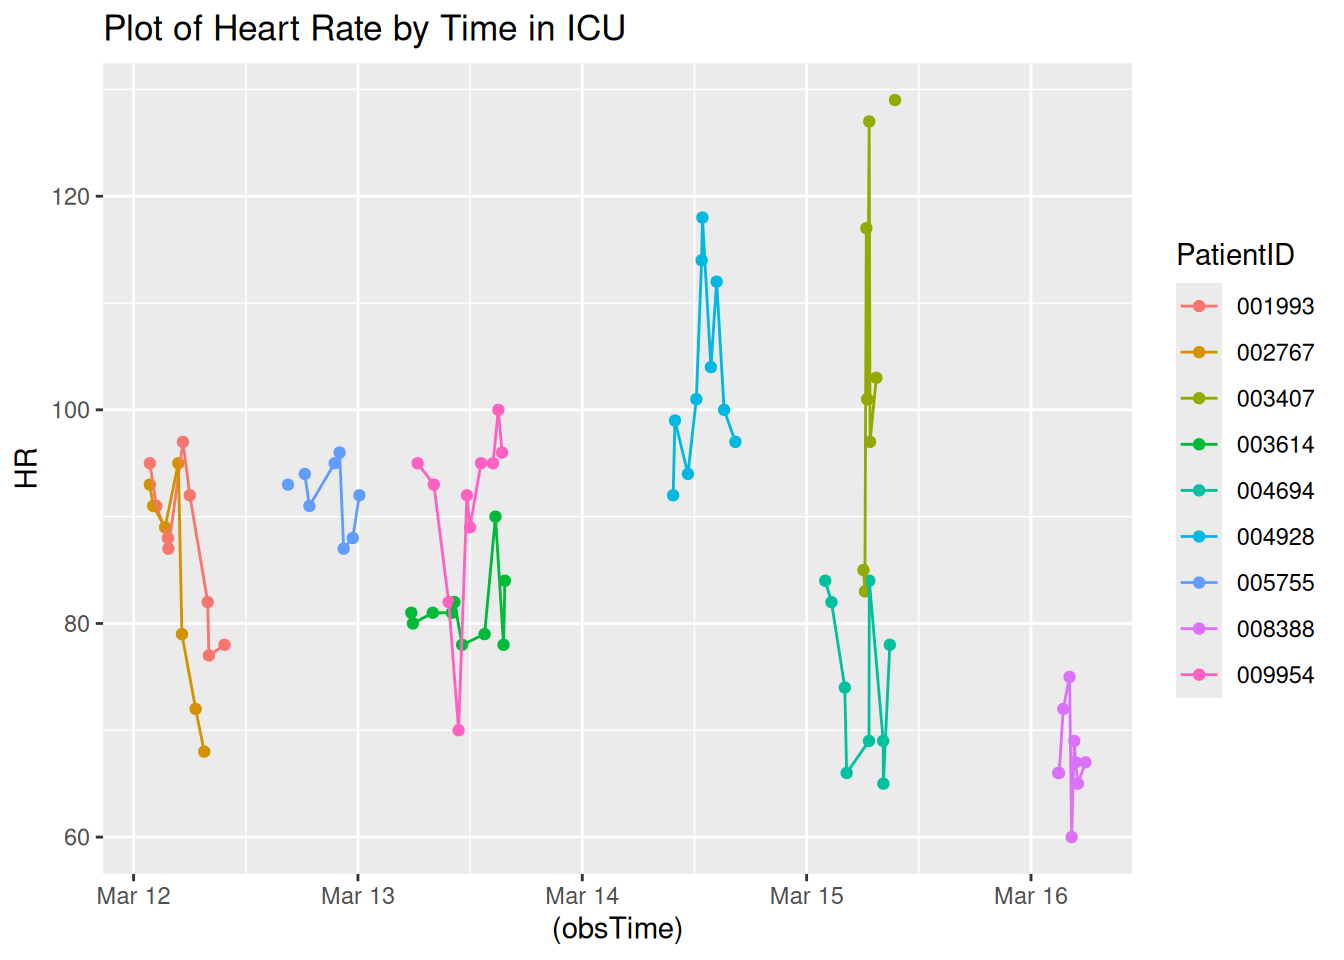 Plot of Heart Rate by Time in ICU
120
100
80
60
HR
Mar 12
Mar 13
Mar 14
Mar 15
Mar 16
(obsTime)
PatientID
001993
002767
003407
003614
004694
004928
005755
008388
009954